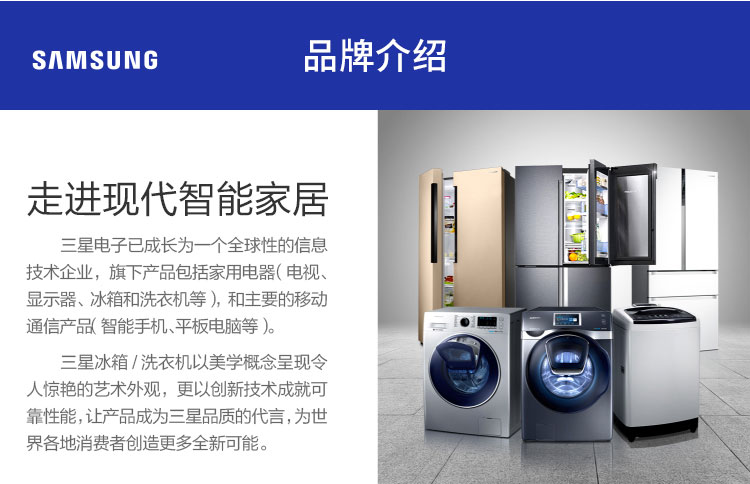 SAMSUNG 品牌介绍
走进现代智能家居
三星电子已成长为一个全球性的信息
技术企业，旗下产品包括家用电器（电视、
显示器、冰箱和洗衣机等），和主要的移动
通信产品（智能手机、平板电脑等）。
三星冰箱 / 洗衣机以美学概念呈现令
人惊艳的艺术外观，更以创新技术成就可
靠性能，让产品成为三星品质的代言，为世
界各地消费者创造更多全新可能。